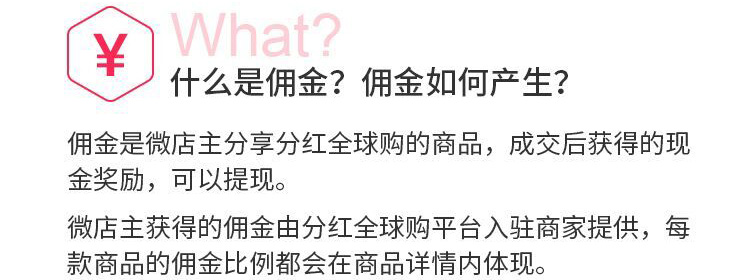 What?
¥
什么是佣金？佣金如何产生？
佣金是微店主分享分红全球购的商品，成交后获得的现
金奖励，可以提现。
微店主获得的佣金由分红全球购平台入驻商家提供，每
款商品的佣金比例都会在商品详情内体现。